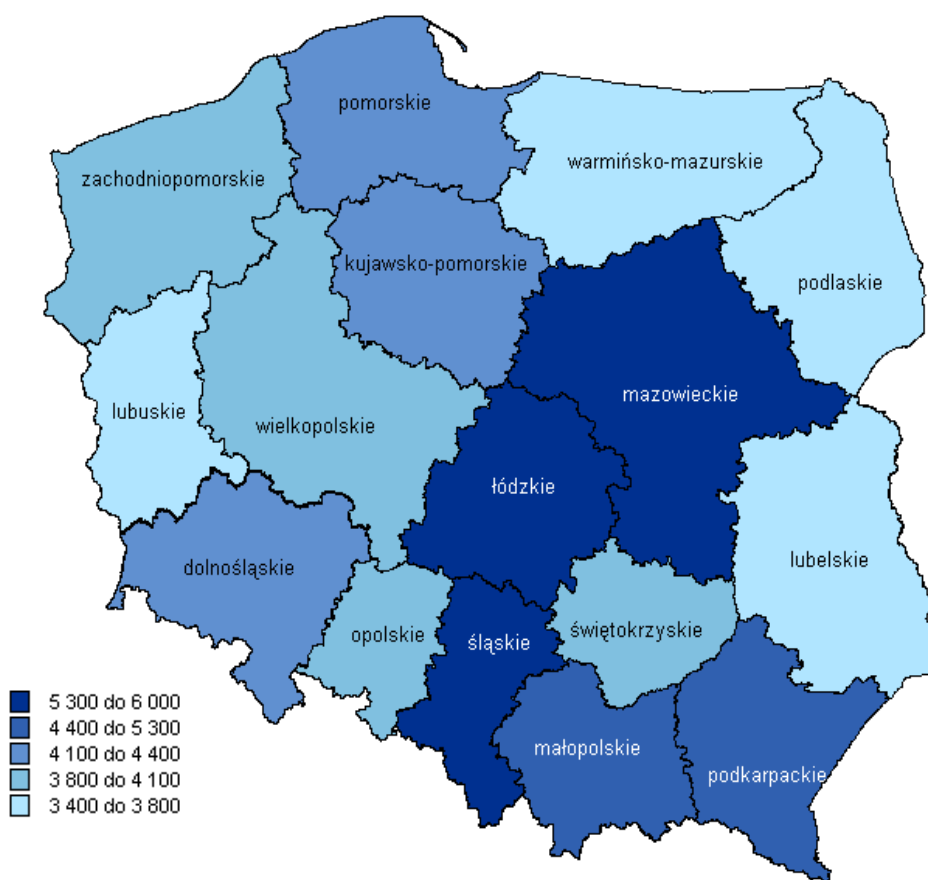 pomorskie
warmińsko-mazurskie
zachodniopomorskie
kujawsko-pomorskie
podlaskie
mazowieckie
lubuskie
wielkopolskie
łódzkie
lubelskie
dolnośląskie
opolskie
śląskie
świętokrzyskie
małopolskie
podkarpackie
5 300 do 6 000
4 400 do 5 300
4 100 do 4 400
3 800 do 4 100
3 400 do 3 800